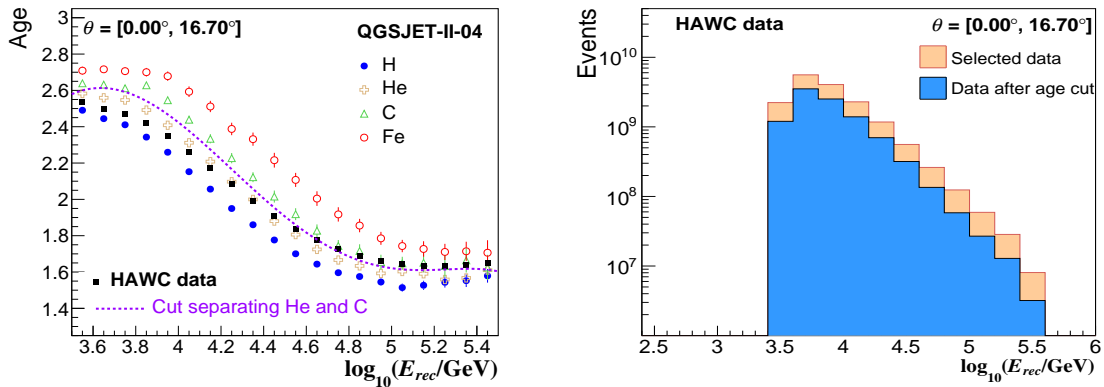 Age
θ = [0.00°, 16.70°]
QGSJET-II-04
H
He
C
Fe
HAWC data
Cut separating He and C
3
2.8
2.6
2.4
2.2
2
1.8
1.6
1.4
3.6 3.8 4 4.2 4.4 4.6 4.8 5 5.2 5.4
log10(Erec/GeV)
Events
HAWC data
θ = [0.00°, 16.70°]
Selected data
Data after age cut
10^10
10^9
10^8
10^7
2.5 3 3.5 4 4.5 5 5.5 6
log10(Erec/GeV)